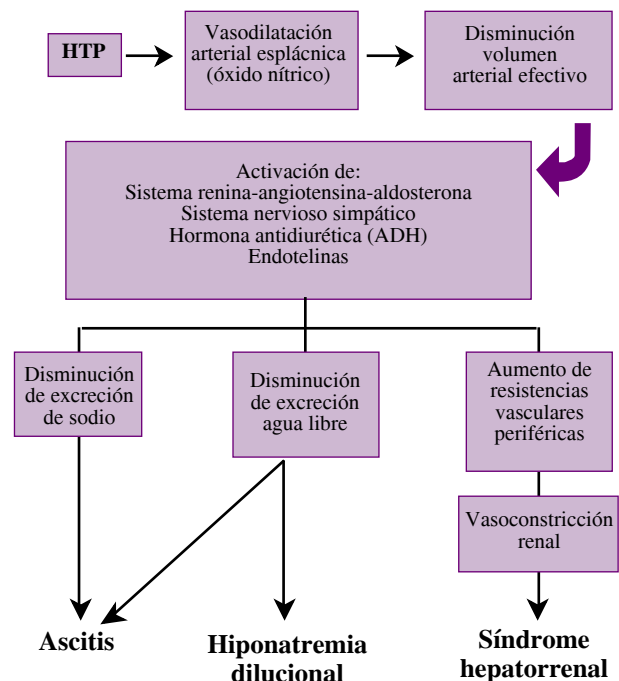 HTP
Vasodilatación
arterial esplácnica
(óxido nítrico)
Disminución
volumen
arterial efectivo
Activación de:
Sistema renina-angiotensina-aldosterona
Sistema nervioso simpático
Hormona antidiurética (ADH)
Endotelinas
Disminución
de excreción
de sodio
Disminución
de excreción
agua libre
Aumento de
resistencias
vasculares
periféricas
Vasoconstricción
renal
Ascitis
Hiponatremia
dilucional
Síndrome
hepatorrenal